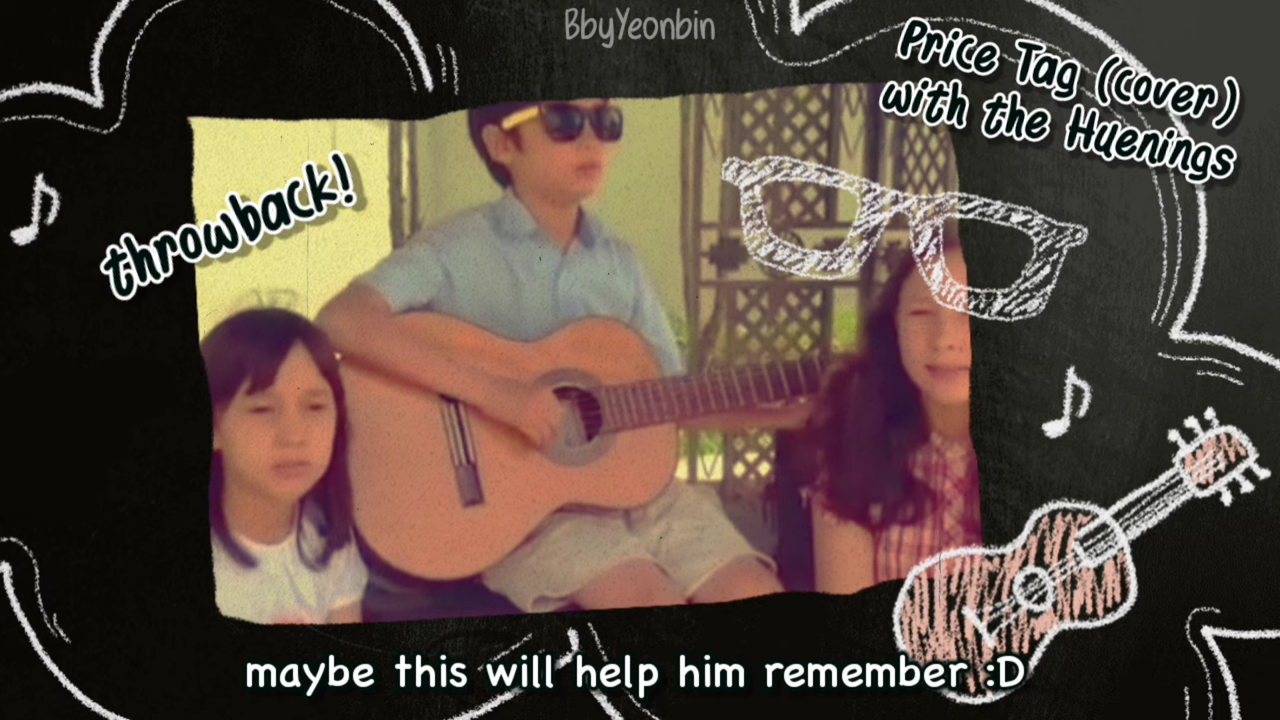 BbyYeonbin
Price Tag (cover)
with the Huenings
throwback!
maybe this will help him remember :D